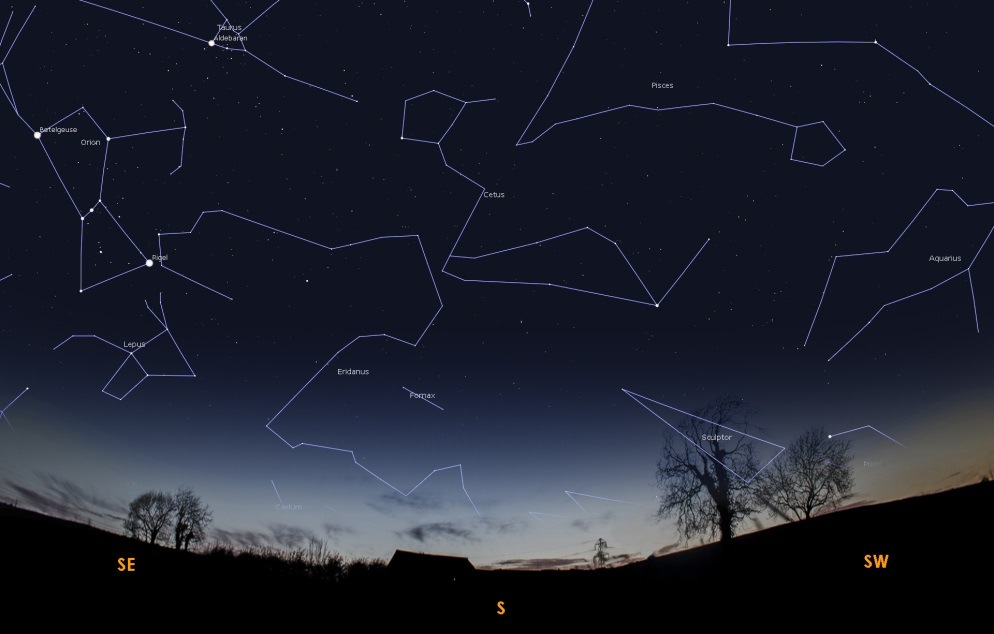 Taurus
Aldebaran
Pisces
Betelgeuse
Orion
Cetus
Rigel
Aquarius
Lepus
Eridanus
Fornax
Sculptor
Caelum
SE
SW
S